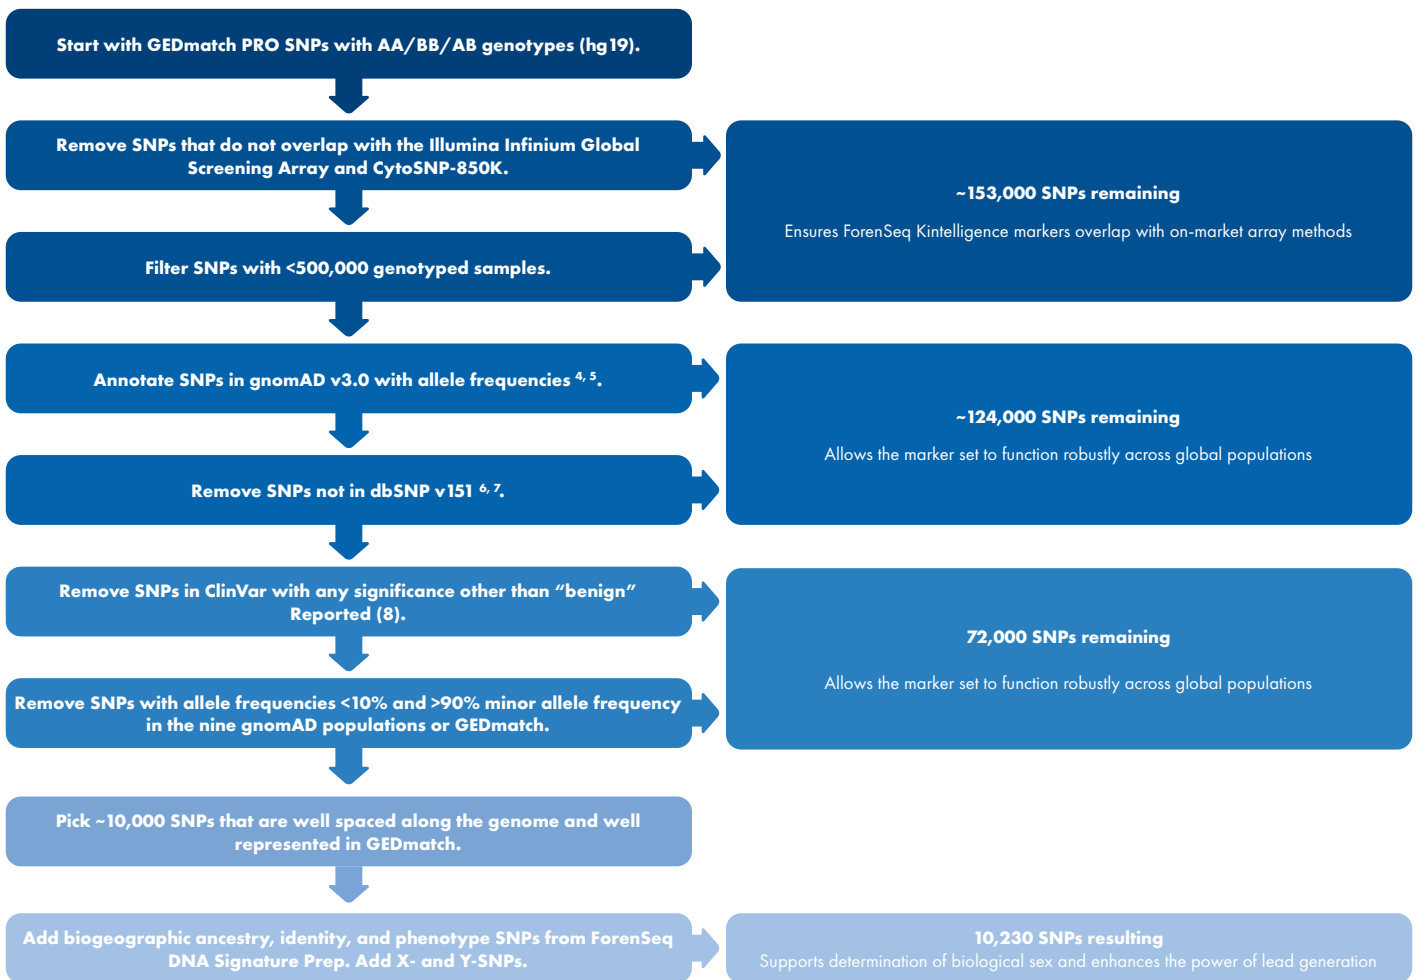 Start with GEDmatch PRO SNPs with AA/BB/AB genotypes (hg19).
Remove SNPs that do not overlap with the Illumina Infinium Global
Screening Array and CytoSNP-850K.
~153,000 SNPs remaining
Ensures ForenSeq Kintelligence markers overlap with on-market array methods
Filter SNPs with <500,000 genotyped samples.
Annotate SNPs in gnomAD v3.0 with allele frequencies 4, 5.
~124,000 SNPs remaining
Allows the marker set to function robustly across global populations
Remove SNPs not in dbSNP v151 6, 7.
Remove SNPs in ClinVar with any significance other than “benign”
Reported (8).
72,000 SNPs remaining
Allows the marker set to function robustly across global populations
Remove SNPs with allele frequencies <10% and >90% minor allele frequency
in the nine gnomAD populations or GEDmatch.
Pick ~10,000 SNPs that are well spaced along the genome and well
represented in GEDmatch.
Add biogeographic ancestry, identity, and phenotype SNPs from ForenSeq
DNA Signature Prep. Add X- and Y-SNPs.
10,230 SNPs resulting
Supports determination of biological sex and enhances the power of lead generation